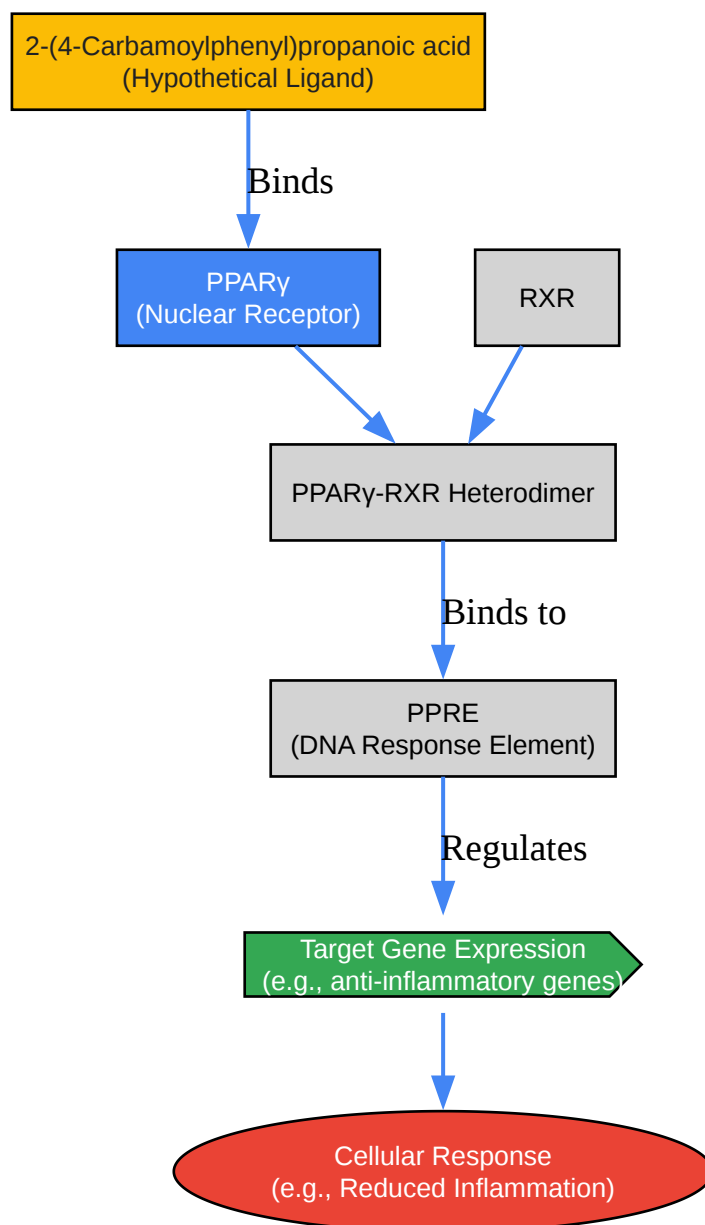 2-(4-Carbamoylphenyl)propanoic acid
(Hypothetical Ligand)
Binds
PPARγ
(Nuclear Receptor)
RXR
PPARγ-RXR Heterodimer
Binds to
PPRE
(DNA Response Element)
Regulates
Target Gene Expression
(e.g., anti-inflammatory genes)
Cellular Response
(e.g., Reduced Inflammation)